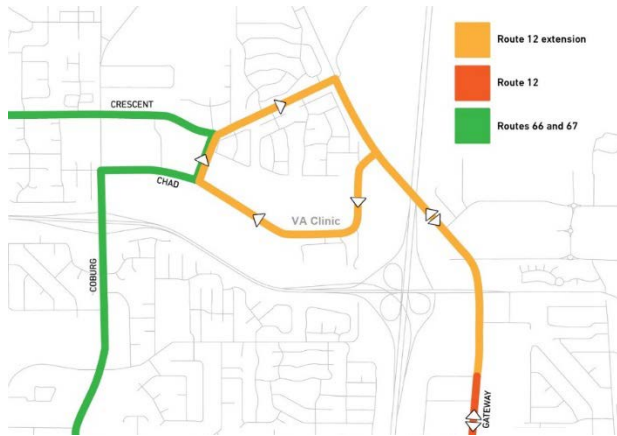 Route 12 extension
Route 12
Routes 66 and 67
CRESCENT
CHAD
VA Clinic
COBURG
GATEWAY